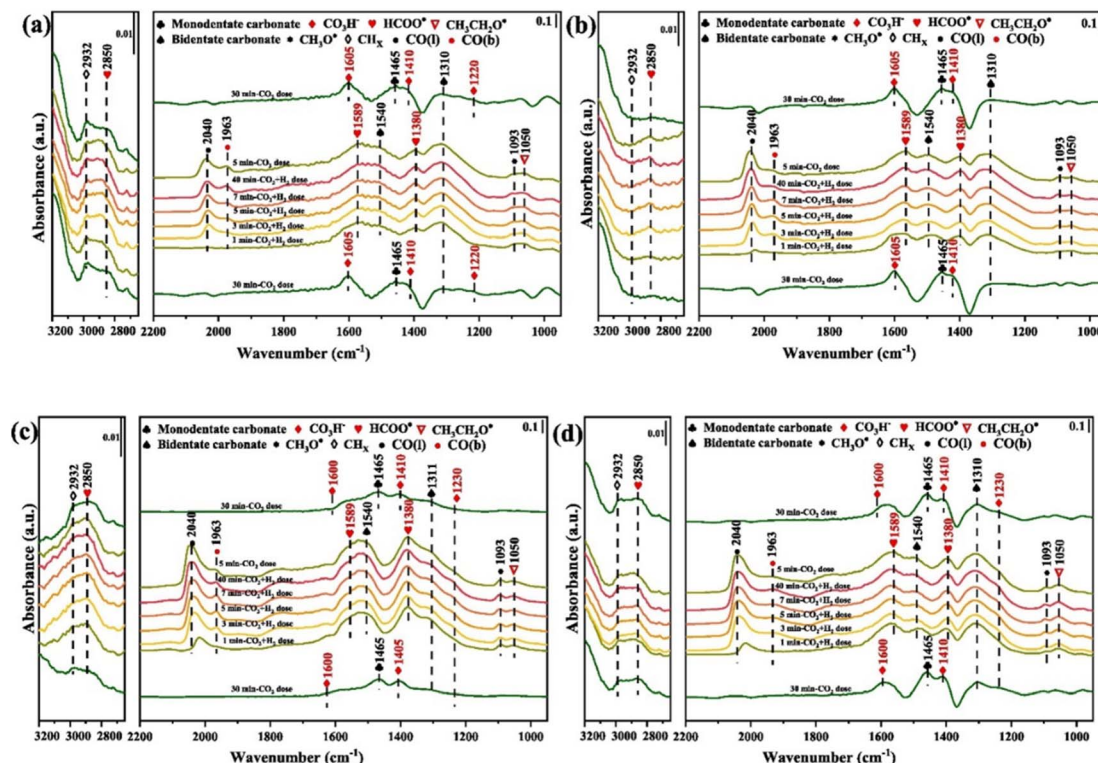 (a)
0.01
♣ Monodentate carbonate ♦ CO₃H⁻ ♥ HCOO* ▽ CH₃CH₂O*
♠ Bidentate carbonate • CH₃O* ◇ CHₓ • CO(l) • CO(b)
0.1
2932
2850
1605
1465
1410
1310
1220
30 min-CO₂ dose
2040
1963
1589
1540
1380
1093
1050
5 min-CO₂ dose
40 min-CO₂+H₂ dose
7 min-CO₂+H₂ dose
5 min-CO₂+H₂ dose
3 min-CO₂+H₂ dose
1 min-CO₂+H₂ dose
1605
1465
1410
1220
30 min-CO₂ dose
Absorbance (a.u.)
3200 3000 2800
2200 2000 1800 1600 1400 1200 1000
Wavenumber (cm⁻¹)
(b)
0.01
♣ Monodentate carbonate ♦ CO₃H⁻ ♥ HCOO* ▽ CH₃CH₂O*
♠ Bidentate carbonate • CH₃O* ◇ CHₓ • CO(l) • CO(b)
0.1
2932
2850
1605
1465
1410
1310
30 min-CO₂ dose
2040
1963
1589
1540
1380
1093
1050
5 min-CO₂ dose
40 min-CO₂+H₂ dose
7 min-CO₂+H₂ dose
5 min-CO₂+H₂ dose
3 min-CO₂+H₂ dose
1 min-CO₂+H₂ dose
1605
1465
1410
30 min-CO₂ dose
Absorbance (a.u.)
3200 3000 2800
2200 2000 1800 1600 1400 1200 1000
Wavenumber (cm⁻¹)
(c)
0.01
♣ Monodentate carbonate ♦ CO₃H⁻ ♥ HCOO* ▽ CH₃CH₂O*
♠ Bidentate carbonate • CH₃O* ◇ CHₓ • CO(l) • CO(b)
0.1
2932
2850
1600
1465
1410
1311
1230
30 min-CO₂ dose
2040
1963
1589
1540
1380
1093
1050
5 min-CO₂ dose
40 min-CO₂+H₂ dose
7 min-CO₂+H₂ dose
5 min-CO₂+H₂ dose
3 min-CO₂+H₂ dose
1 min-CO₂+H₂ dose
1600
1465
1405
30 min-CO₂ dose
Absorbance (a.u.)
3200 3000 2800
2200 2000 1800 1600 1400 1200 1000
Wavenumber (cm⁻¹)
(d)
0.01
♣ Monodentate carbonate ♦ CO₃H⁻ ♥ HCOO* ▽ CH₃CH₂O*
♠ Bidentate carbonate • CH₃O* ◇ CHₓ • CO(l) • CO(b)
0.1
2932
2850
1600
1465
1410
1310
1230
30 min-CO₂ dose
2040
1963
1589
1540
1380
1093
1050
5 min-CO₂ dose
40 min-CO₂+H₂ dose
7 min-CO₂+H₂ dose
5 min-CO₂+H₂ dose
3 min-CO₂+H₂ dose
1 min-CO₂+H₂ dose
1600
1465
1410
30 min-CO₂ dose
Absorbance (a.u.)
3200 3000 2800
2200 2000 1800 1600 1400 1200 1000
Wavenumber (cm⁻¹)